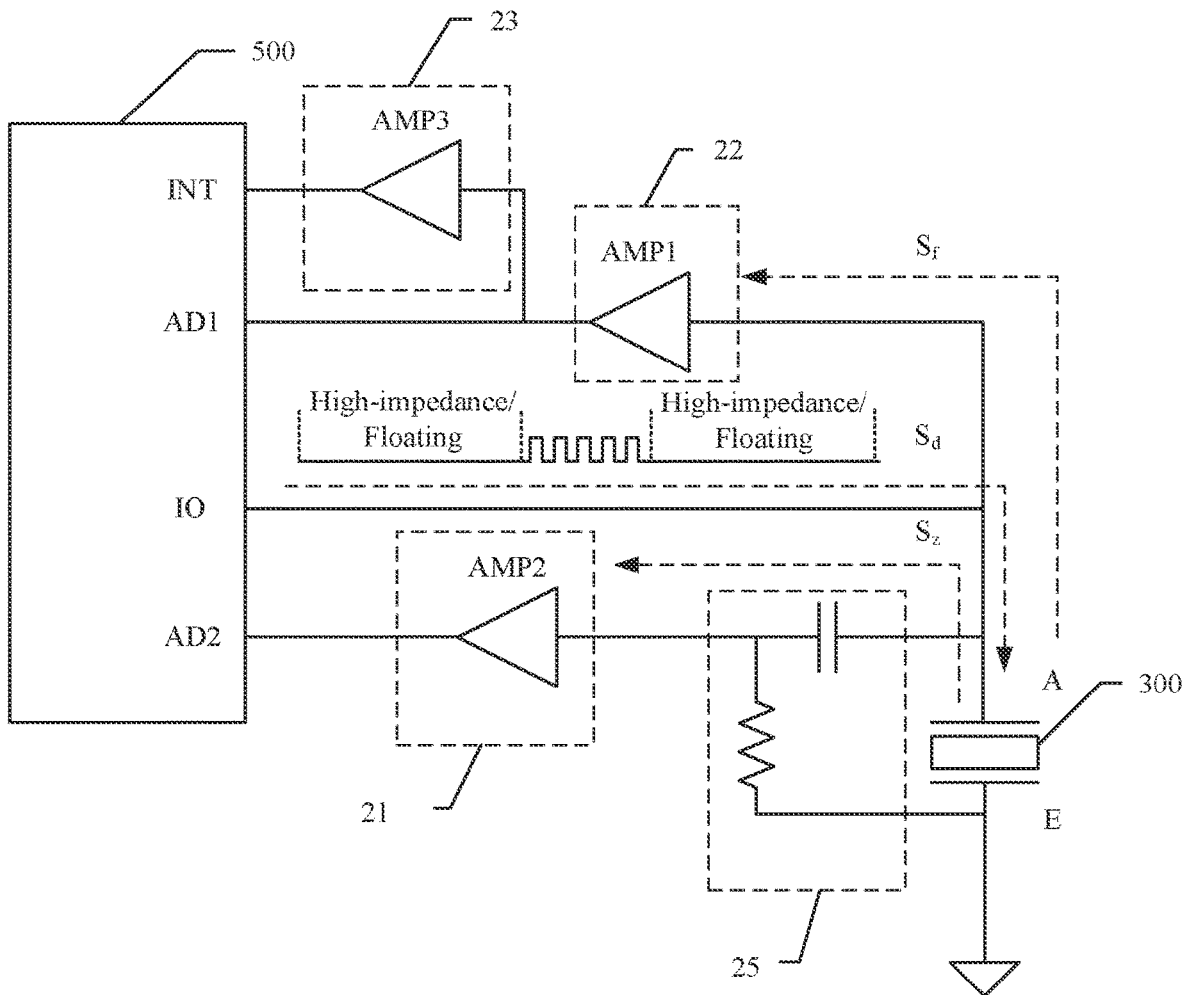 23
500
AMP3
22
INT
AMP1
Sr
AD1
High-impedance/
Floating
High-impedance/
Floating
Sd
IO
Sz
AMP2
AD2
A
300
21
E
25